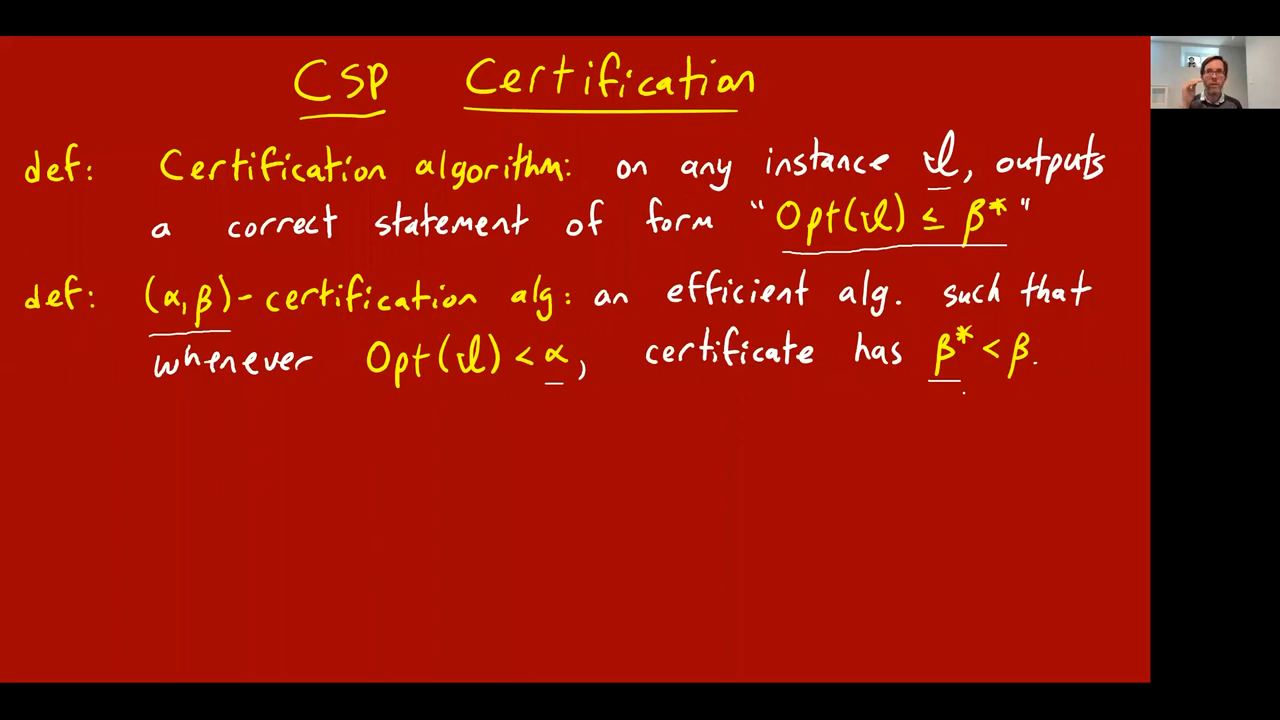 CSP Certification
def: Certification algorithm: on any instance ℐ, outputs
a correct statement of form "Opt(ℐ) ≤ β*"
def: (α,β)-certification alg: an efficient alg. such that
whenever Opt(ℐ) < α, certificate has β* < β.